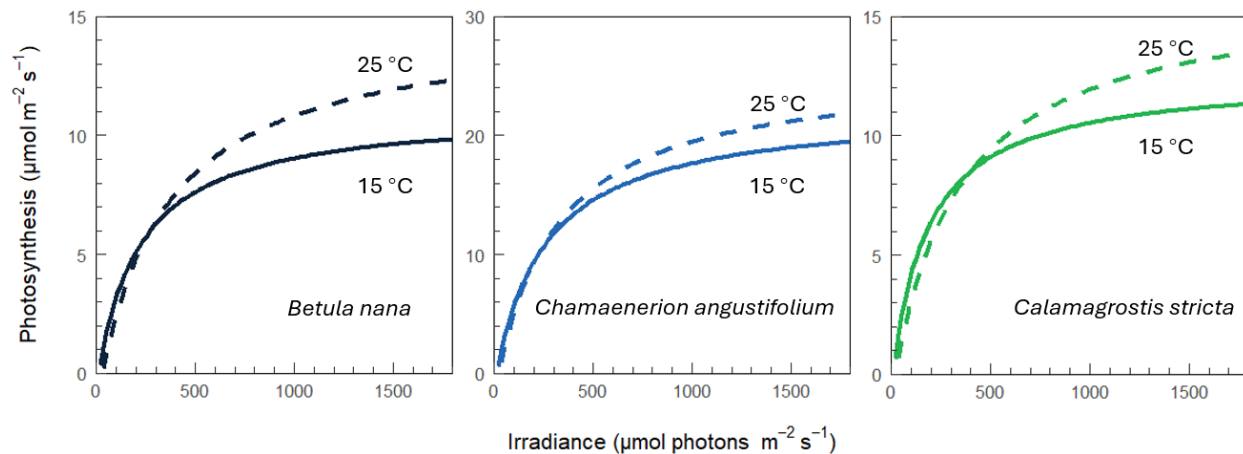 Photosynthesis (µmol m⁻² s⁻¹)
15
10
5
0
25 °C
15 °C
Betula nana
0 500 1000 1500
30
20
10
0
25 °C
15 °C
Chamaenerion angustifolium
0 500 1000 1500
15
10
5
0
25 °C
15 °C
Calamagrostis stricta
0 500 1000 1500
Irradiance (µmol photons m⁻² s⁻¹)